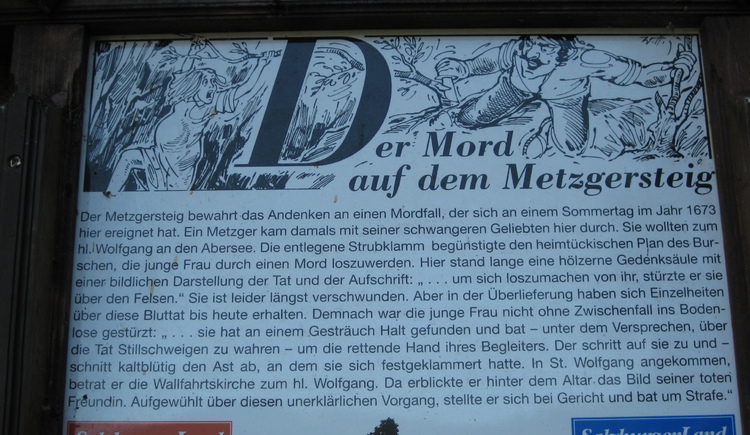 Der Mord
auf dem Metzgersteig
"Der Metzgersteig bewahrt das Andenken an einen Mordfall, der sich an einem Sommertag im Jahr 1673
hier ereignet hat. Ein Metzger kam damals mit seiner schwangeren Geliebten hier durch. Sie wollten zum
hl. Wolfgang an den Abersee. Die entlegene Strubklamm begünstigte den heimtückischen Plan des Bur-
schen, die junge Frau durch einen Mord loszuwerden. Hier stand lange eine hölzerne Gedenksäule mit
einer bildlichen Darstellung der Tat und der Aufschrift: „ . . . um sich loszumachen von ihr, stürzte er sie
über den Felsen.“ Sie ist leider längst verschwunden. Aber in der Überlieferung haben sich Einzelheiten
über diese Bluttat bis heute erhalten. Demnach war die junge Frau nicht ohne Zwischenfall ins Boden-
lose gestürzt: „ . . . sie hat an einem Gesträuch Halt gefunden und bat – unter dem Versprechen, über
die Tat Stillschweigen zu wahren – um die rettende Hand ihres Begleiters. Der schritt auf sie zu und –
schnitt kaltblütig den Ast ab, an dem sie sich festgeklammert hatte. In St. Wolfgang angekommen,
betrat er die Wallfahrtskirche zum hl. Wolfgang. Da erblickte er hinter dem Altar das Bild seiner toten
Freundin. Aufgewühlt über diesen unerklärlichen Vorgang, stellte er sich bei Gericht und bat um Strafe.“
SalzburgerLand SalzburgerLand